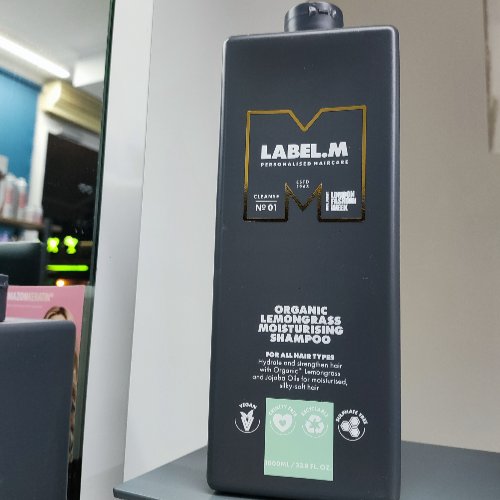 LABEL.M
PERSONALISED HAIRCARE
ESTD
CLEANSE
Nº 01
LONDON
FASHION
WEEK
ORGANIC
LEMONGRASS
MOISTURISING
SHAMPOO
FOR ALL HAIR TYPES
Hydrate and strengthen hair
with Organic* Lemongrass
and Jojoba Oils for moisturised,
silky-soft hair
VEGAN
CRUELTY FREE
RECYCLABLE
SULPHATE FREE
1000ML / 33.8 FL. OZ.
MAZONKERATIN